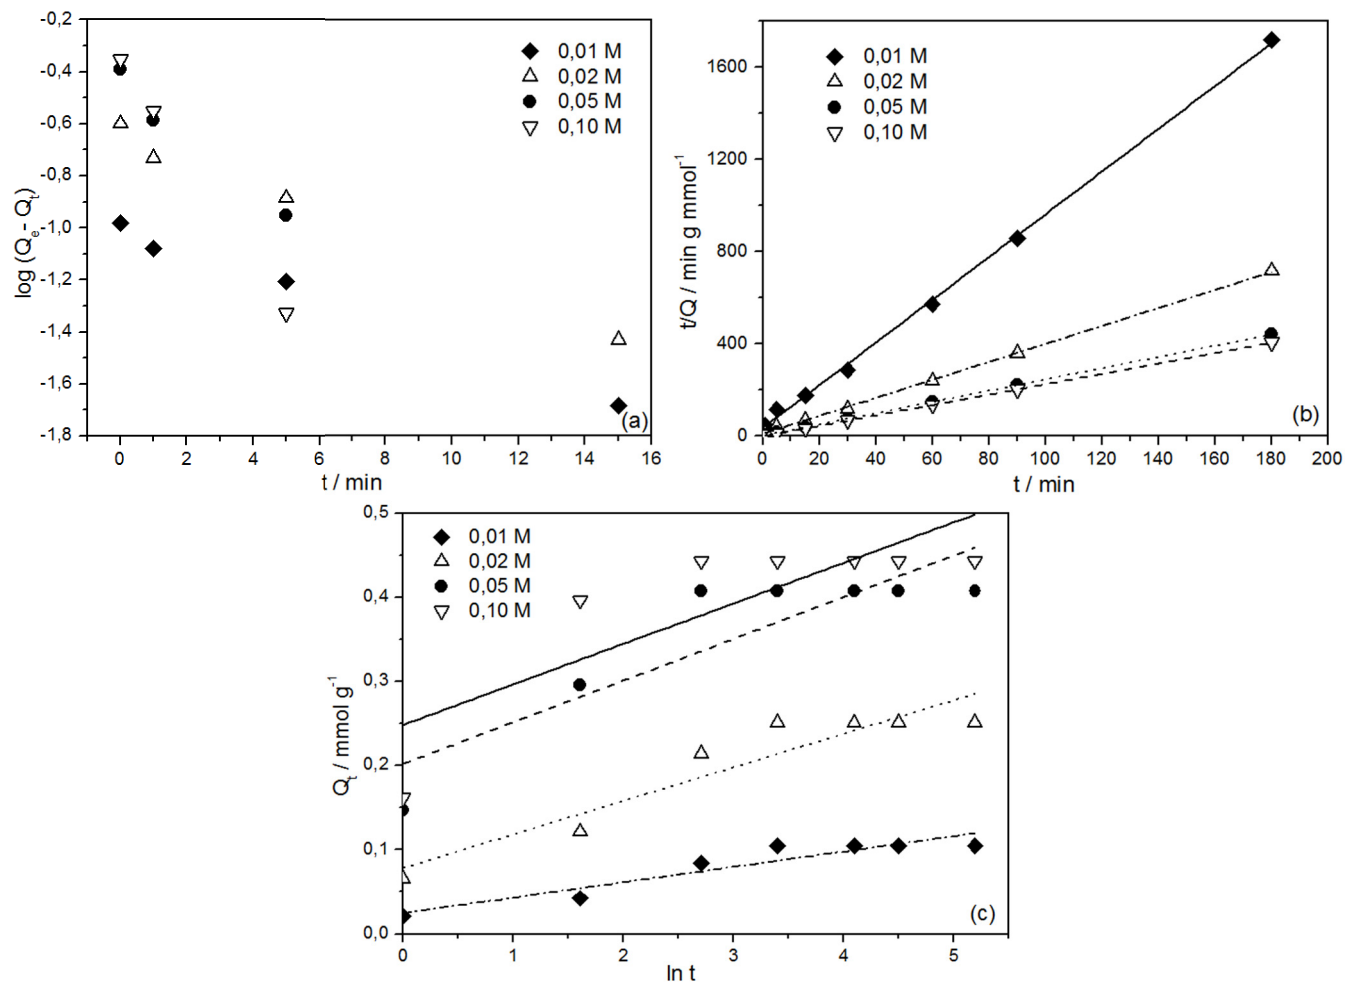 -0,2
-0,4
-0,6
-0,8
-1,0
-1,2
-1,4
-1,6
-1,8
log (Qe- Qt)
0,01 M
0,02 M
0,05 M
0,10 M
(a)
0 2 4 6 8 10 12 14 16
t / min
1600
1200
800
400
0
t/Q / min g mmol-1
0,01 M
0,02 M
0,05 M
0,10 M
(b)
0 20 40 60 80 100 120 140 160 180 200
t / min
0,5
0,4
0,3
0,2
0,1
0,0
Qt / mmol g-1
0,01 M
0,02 M
0,05 M
0,10 M
(c)
0 1 2 3 4 5
ln t